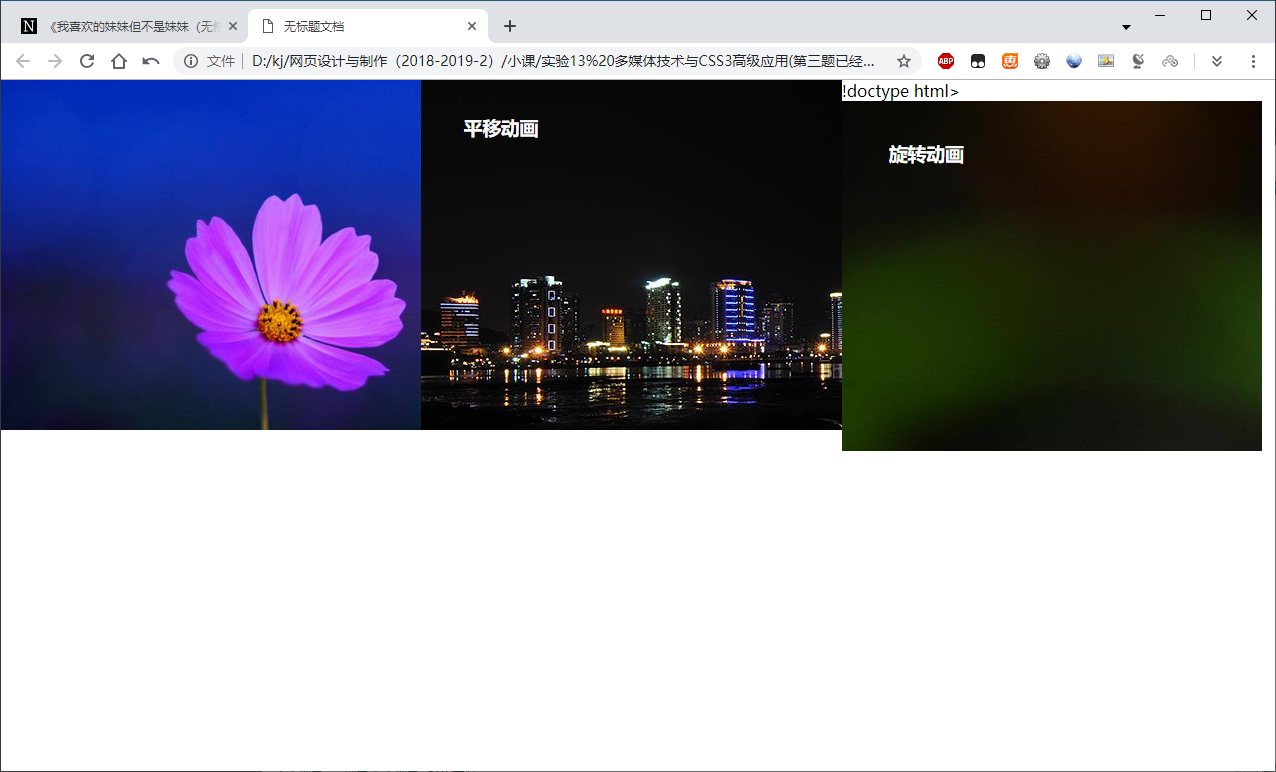 N 《我喜欢的妹妹但不是妹妹（无修
无标题文档
文件 D:/kj/网页设计与制作（2018-2019-2）/小课/实验13%20多媒体技术与CSS3高级应用(第三题已经...
ABP
惠
平移动画
!doctype html>
旋转动画